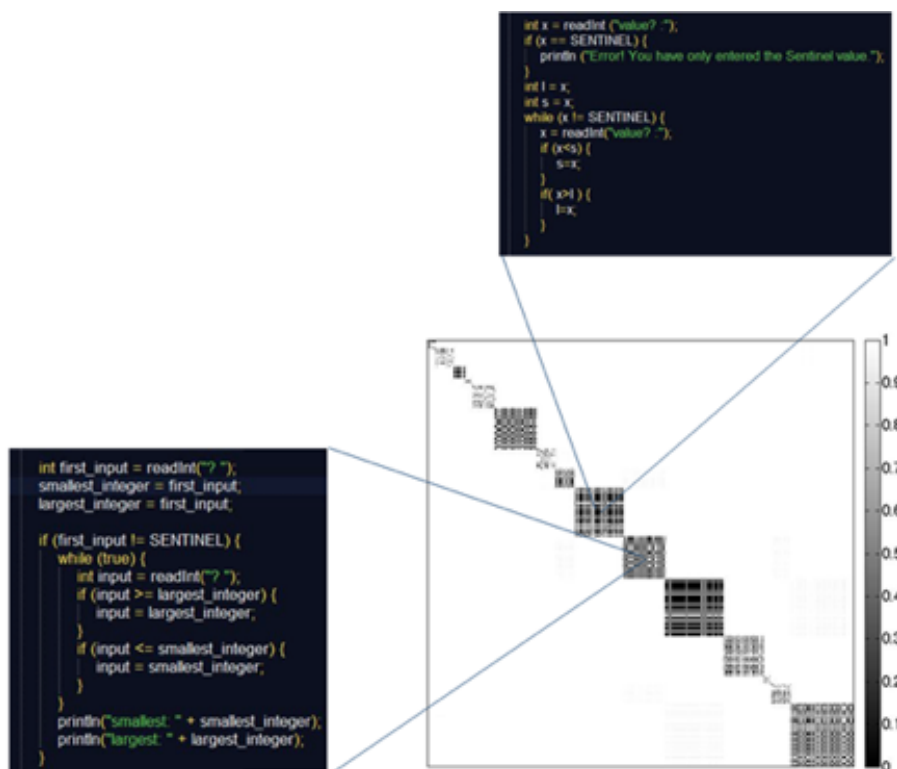 int x = readInt ("value? :");
if (x == SENTINEL) {
println ("Error! You have only entered the Sentinel value.");
}
int l = x;
int s = x;
while (x != SENTINEL) {
x = readInt("value? :");
if (x<s) {
s=x;
}
if( x>l ) {
l=x;
}
}
int first_input = readInt("? ");
smallest_integer = first_input;
largest_integer = first_input;
if (first_input != SENTINEL) {
while (true) {
int input = readInt("? ");
if (input >= largest_integer) {
input = largest_integer;
}
if (input <= smallest_integer) {
input = smallest_integer;
}
}
println("smallest: " + smallest_integer);
println("largest: " + largest_integer);
}
1
0.9
0.8
0.7
0.6
0.5
0.4
0.3
0.2
0.1
0